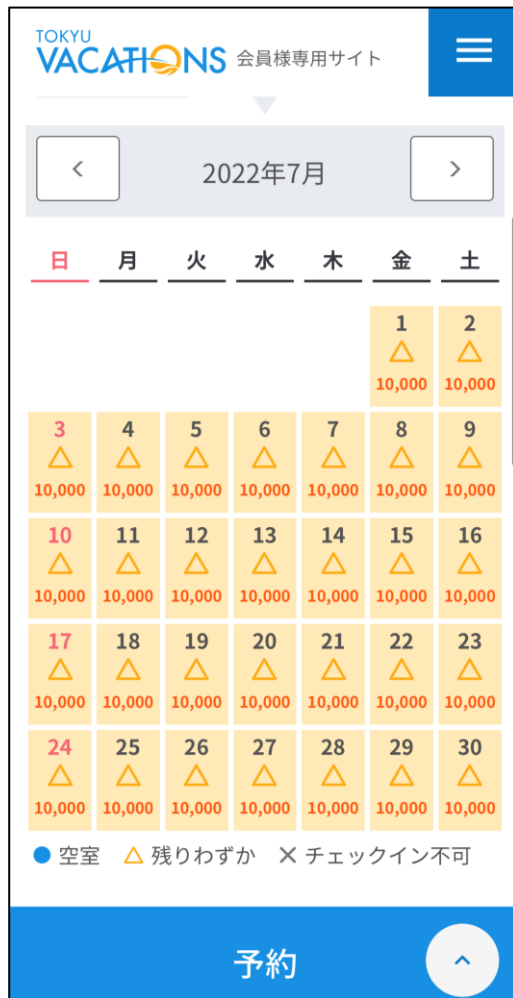 TOKYU
VACATIONS 会員様専用サイト
2022年7月
日 月 火 水 木 金 土
1 2
△ △
10,000 10,000
3 4 5 6 7 8 9
△ △ △ △ △ △ △
10,000 10,000 10,000 10,000 10,000 10,000 10,000
10 11 12 13 14 15 16
△ △ △ △ △ △ △
10,000 10,000 10,000 10,000 10,000 10,000 10,000
17 18 19 20 21 22 23
△ △ △ △ △ △ △
10,000 10,000 10,000 10,000 10,000 10,000 10,000
24 25 26 27 28 29 30
△ △ △ △ △ △ △
10,000 10,000 10,000 10,000 10,000 10,000 10,000
● 空室 △ 残りわずか × チェックイン不可
予約